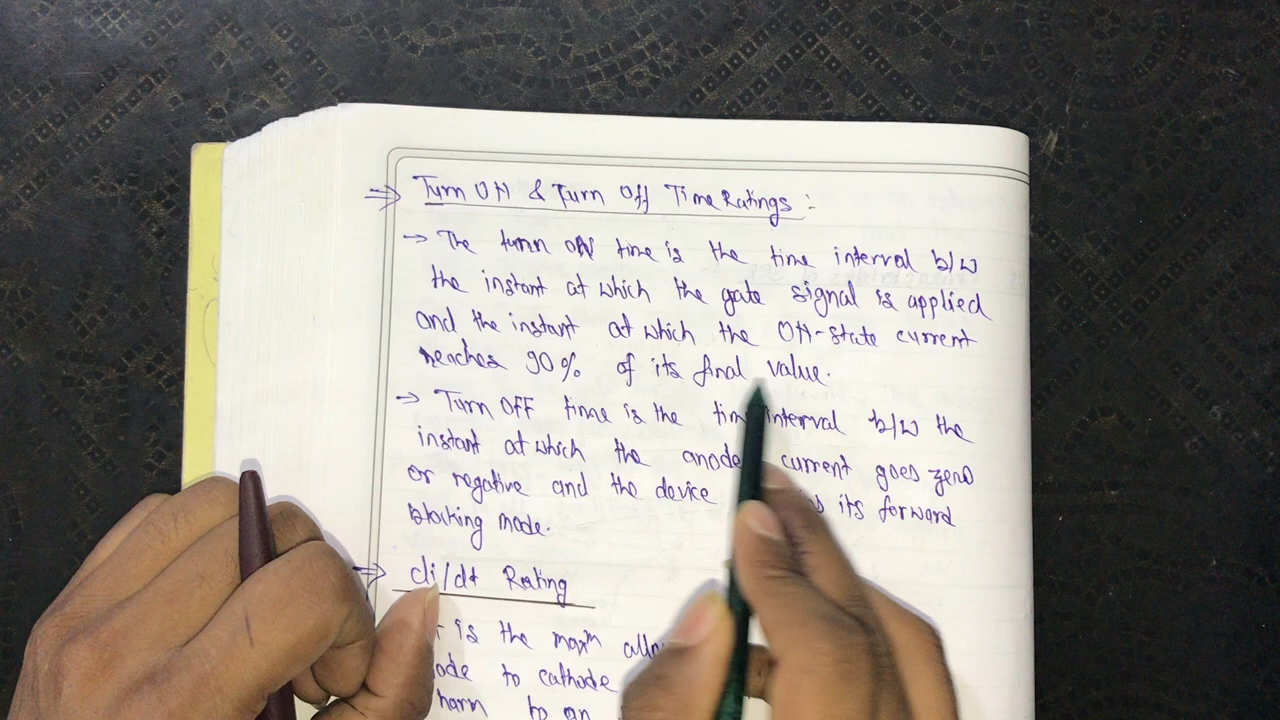 ⇒ Turn ON & Turn Off Time Ratings :
→ The turn ON time is the time interval b/w
the instant at which the gate signal is applied
and the instant at which the ON-state current
reaches 90% of its final value.
→ Turn OFF time is the time interval b/w the
instant at which the anode current goes zero
or negative and the device its forward
blocking mode.
⇒ di/dt Rating
is the maxm
to cathode
harm to an